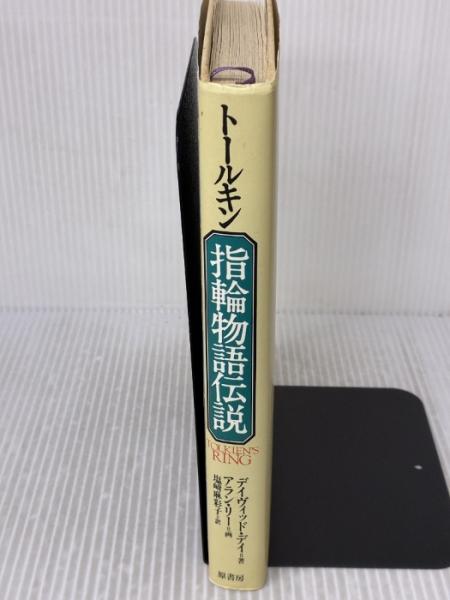 トールキン
指輪物語伝説
TOLKIEN'S
RING
デイヴィッド・デイ=著
アラン・リー=画
塩崎麻彩子=訳
原書房